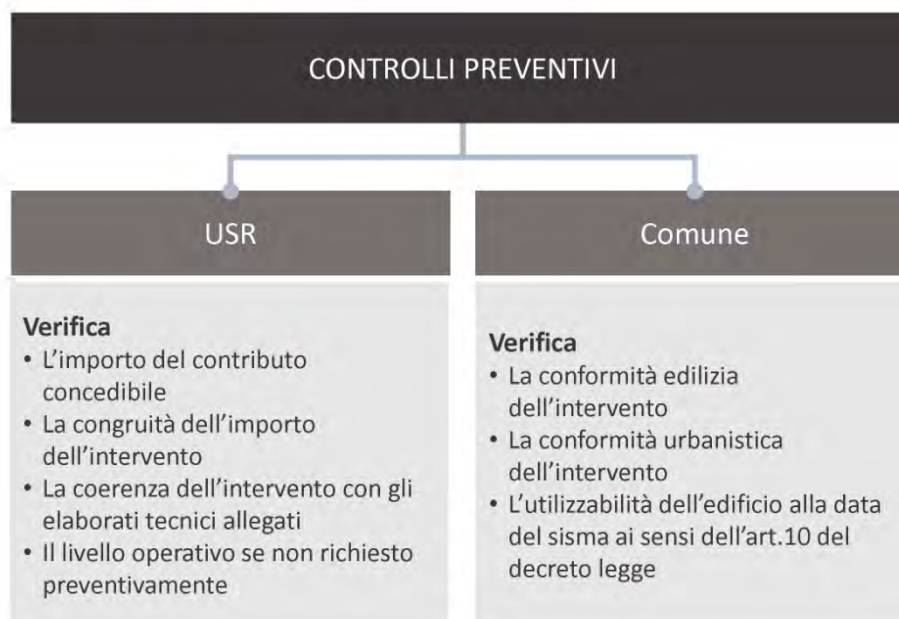 CONTROLLI PREVENTIVI
USR
Verifica
• L’importo del contributo
concedibile
• La congruità dell’importo
dell’intervento
• La coerenza dell’intervento con gli
elaborati tecnici allegati
• Il livello operativo se non richiesto
preventivamente
Comune
Verifica
• La conformità edilizia
dell’intervento
• La conformità urbanistica
dell’intervento
• L’utilizzabilità dell’edificio alla data
del sisma ai sensi dell’art.10 del
decreto legge